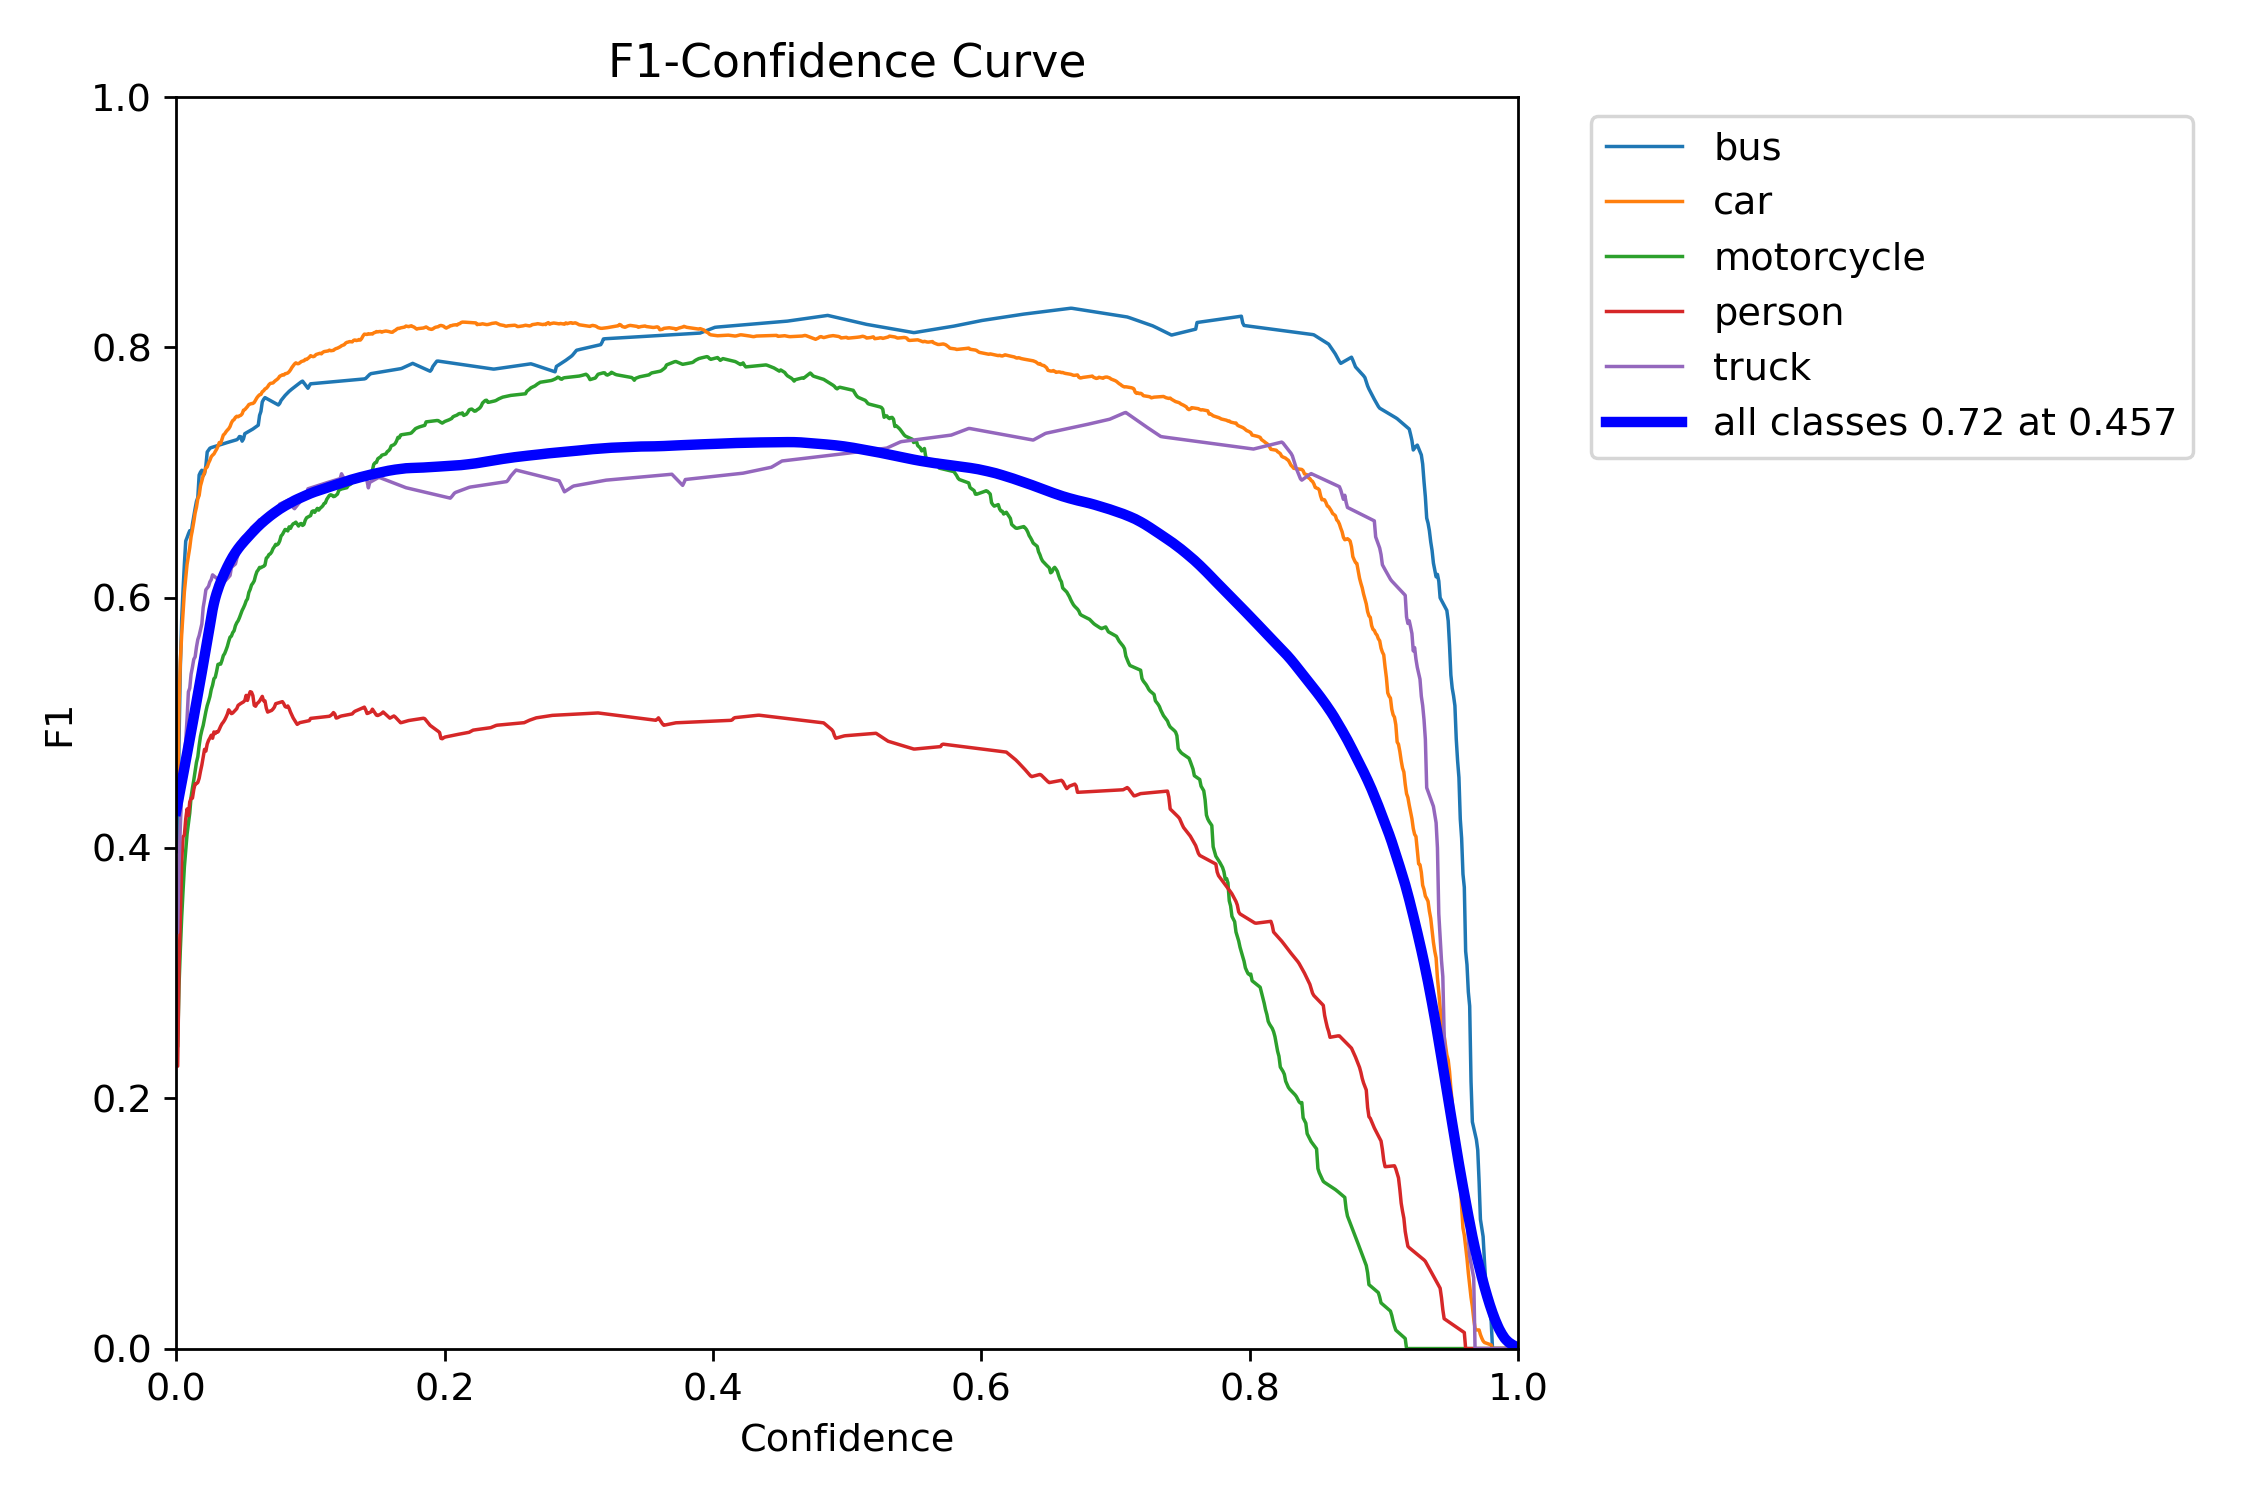 F1-Confidence Curve
1.0
0.8
0.6
0.4
0.2
0.0
F1
0.0 0.2 0.4 0.6 0.8 1.0
Confidence
bus
car
motorcycle
person
truck
all classes 0.72 at 0.457